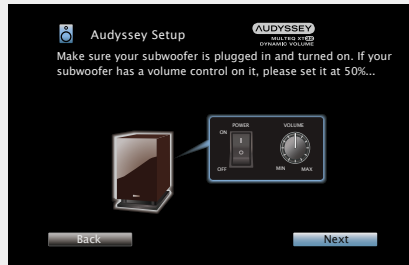 Audyssey Setup
AUDYSSEY
MULTEQ XT32
DYNAMIC VOLUME
Make sure your subwoofer is plugged in and turned on. If your
subwoofer has a volume control on it, please set it at 50%...
POWER
VOLUME
ON
OFF
MIN
MAX
Back
Next